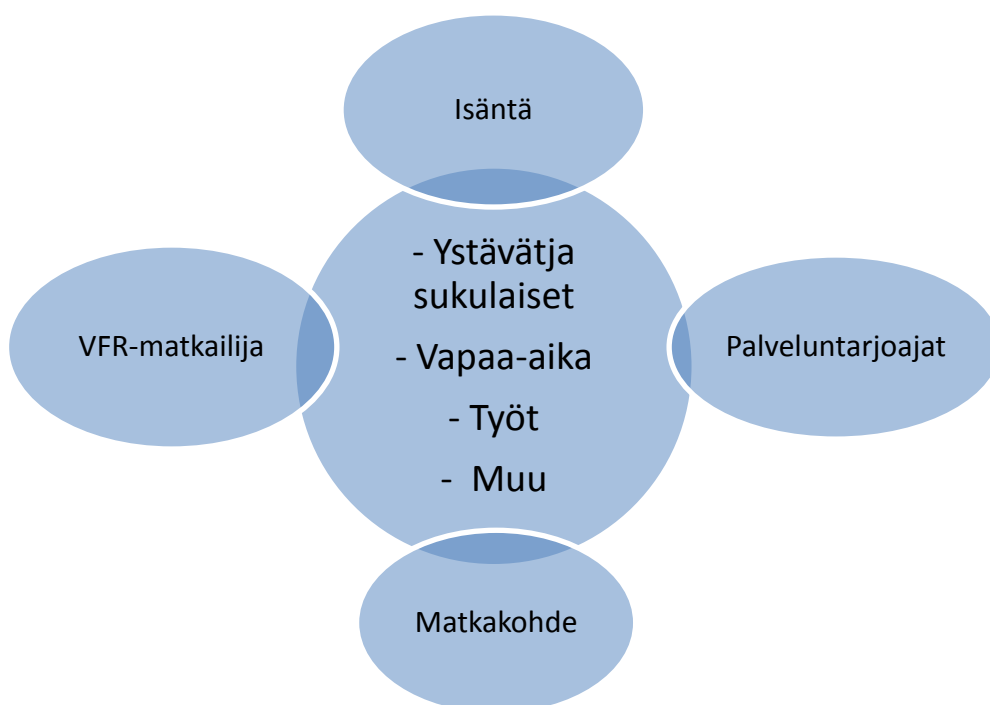 Isäntä
- Ystävätja
sukulaiset
- Vapaa-aika
- Työt
- Muu
VFR-matkailija
Palveluntarjoajat
Matkakohde